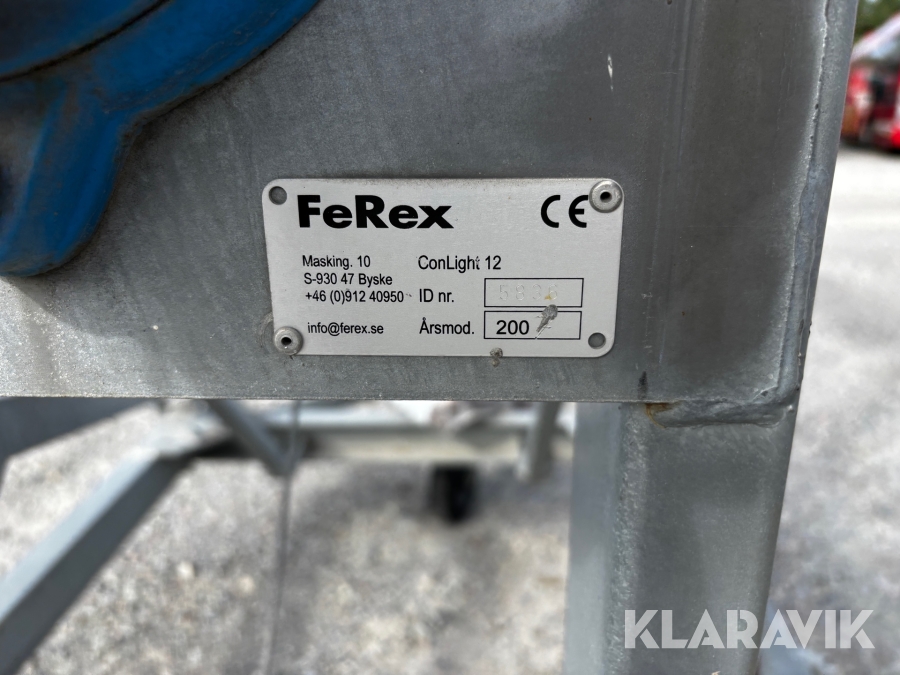 FeRex CE
Masking. 10
S-930 47 Byske
+46 (0)912 40950
info@ferex.se
ConLight 12
ID nr.
Årsmod. 200
KLARAVIK